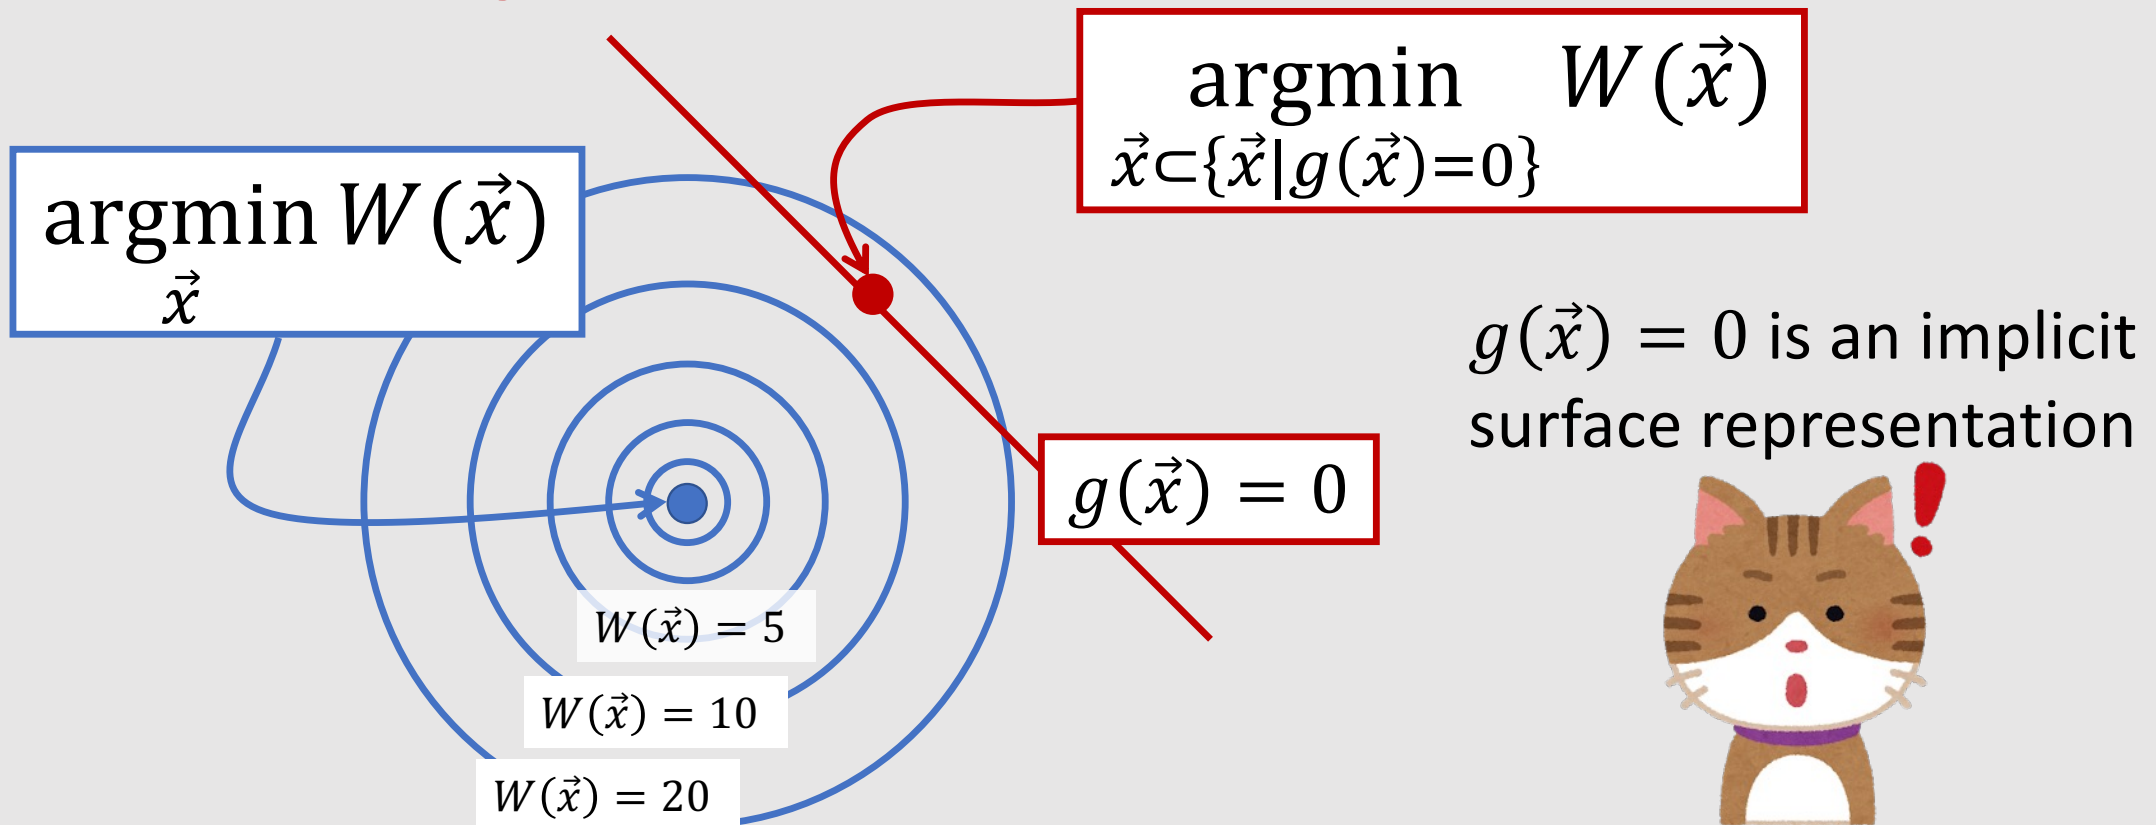 argmin W(x⃗)
x⃗⊂{x⃗|g(x⃗)=0}
argmin W(x⃗)
x⃗
g(x⃗) = 0 is an implicit
surface representation
g(x⃗) = 0
W(x⃗) = 5
W(x⃗) = 10
W(x⃗) = 20